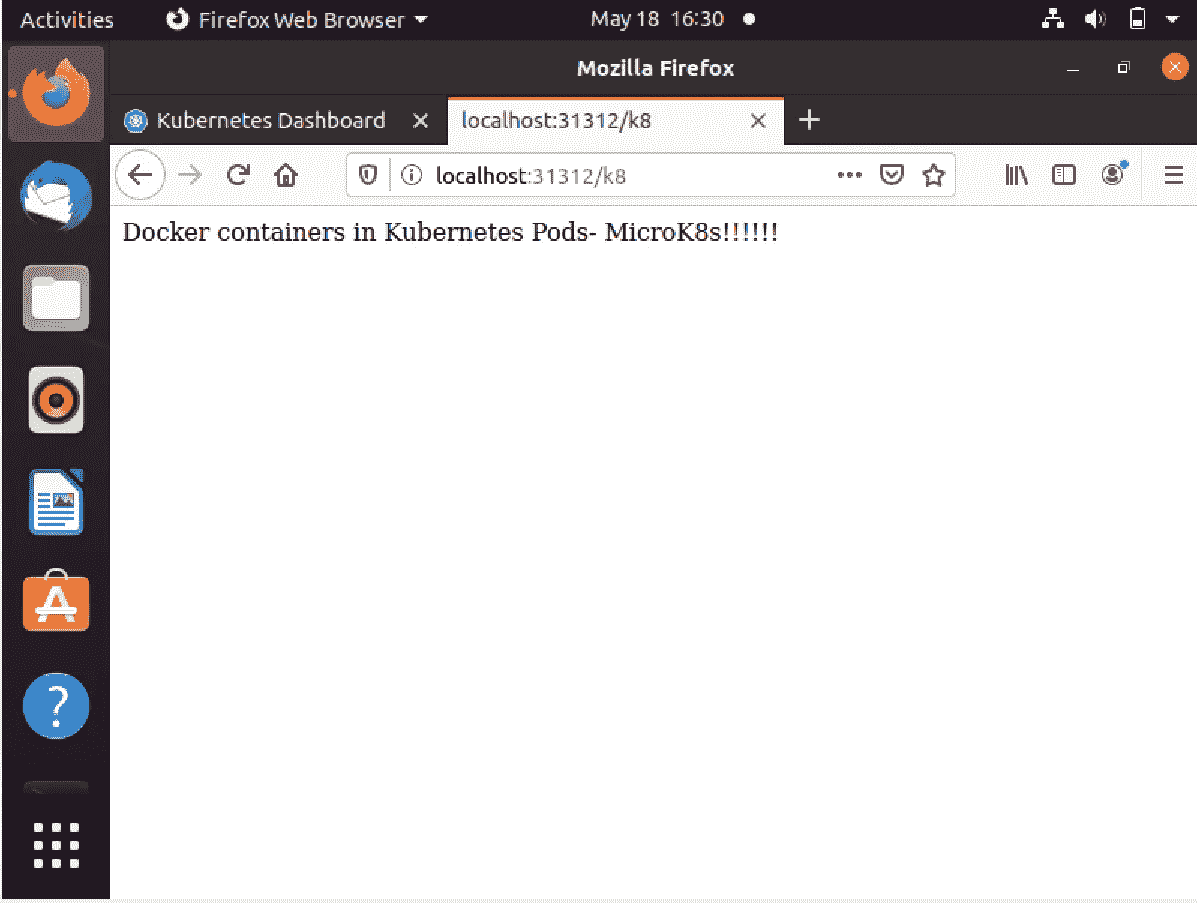 Activities Firefox Web Browser May 18 16:30
Mozilla Firefox
Kubernetes Dashboard localhost:31312/k8
localhost:31312/k8
Docker containers in Kubernetes Pods- MicroK8s!!!!!!